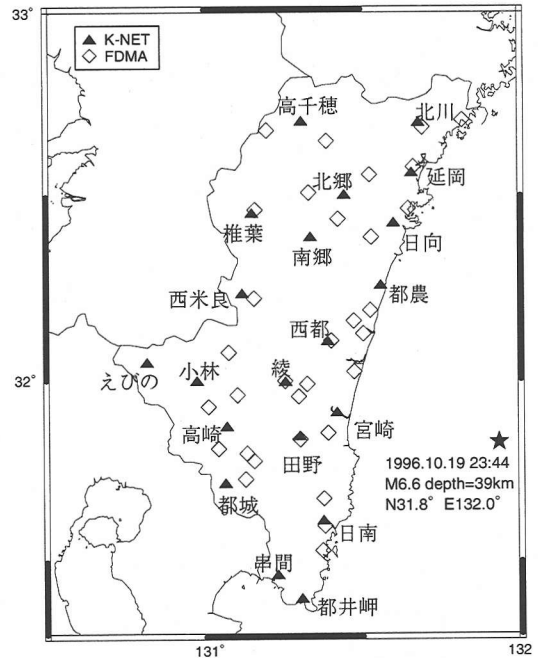 33°
K-NET
FDMA
高千穂
北川
延岡
北郷
椎葉
南郷
日向
西米良
都農
西都
32°
えびの
小林
綾
宮崎
高崎
田野
1996.10.19 23:44
M6.6 depth=39km
N31.8° E132.0°
都城
日南
串間
都井岬
131°
132